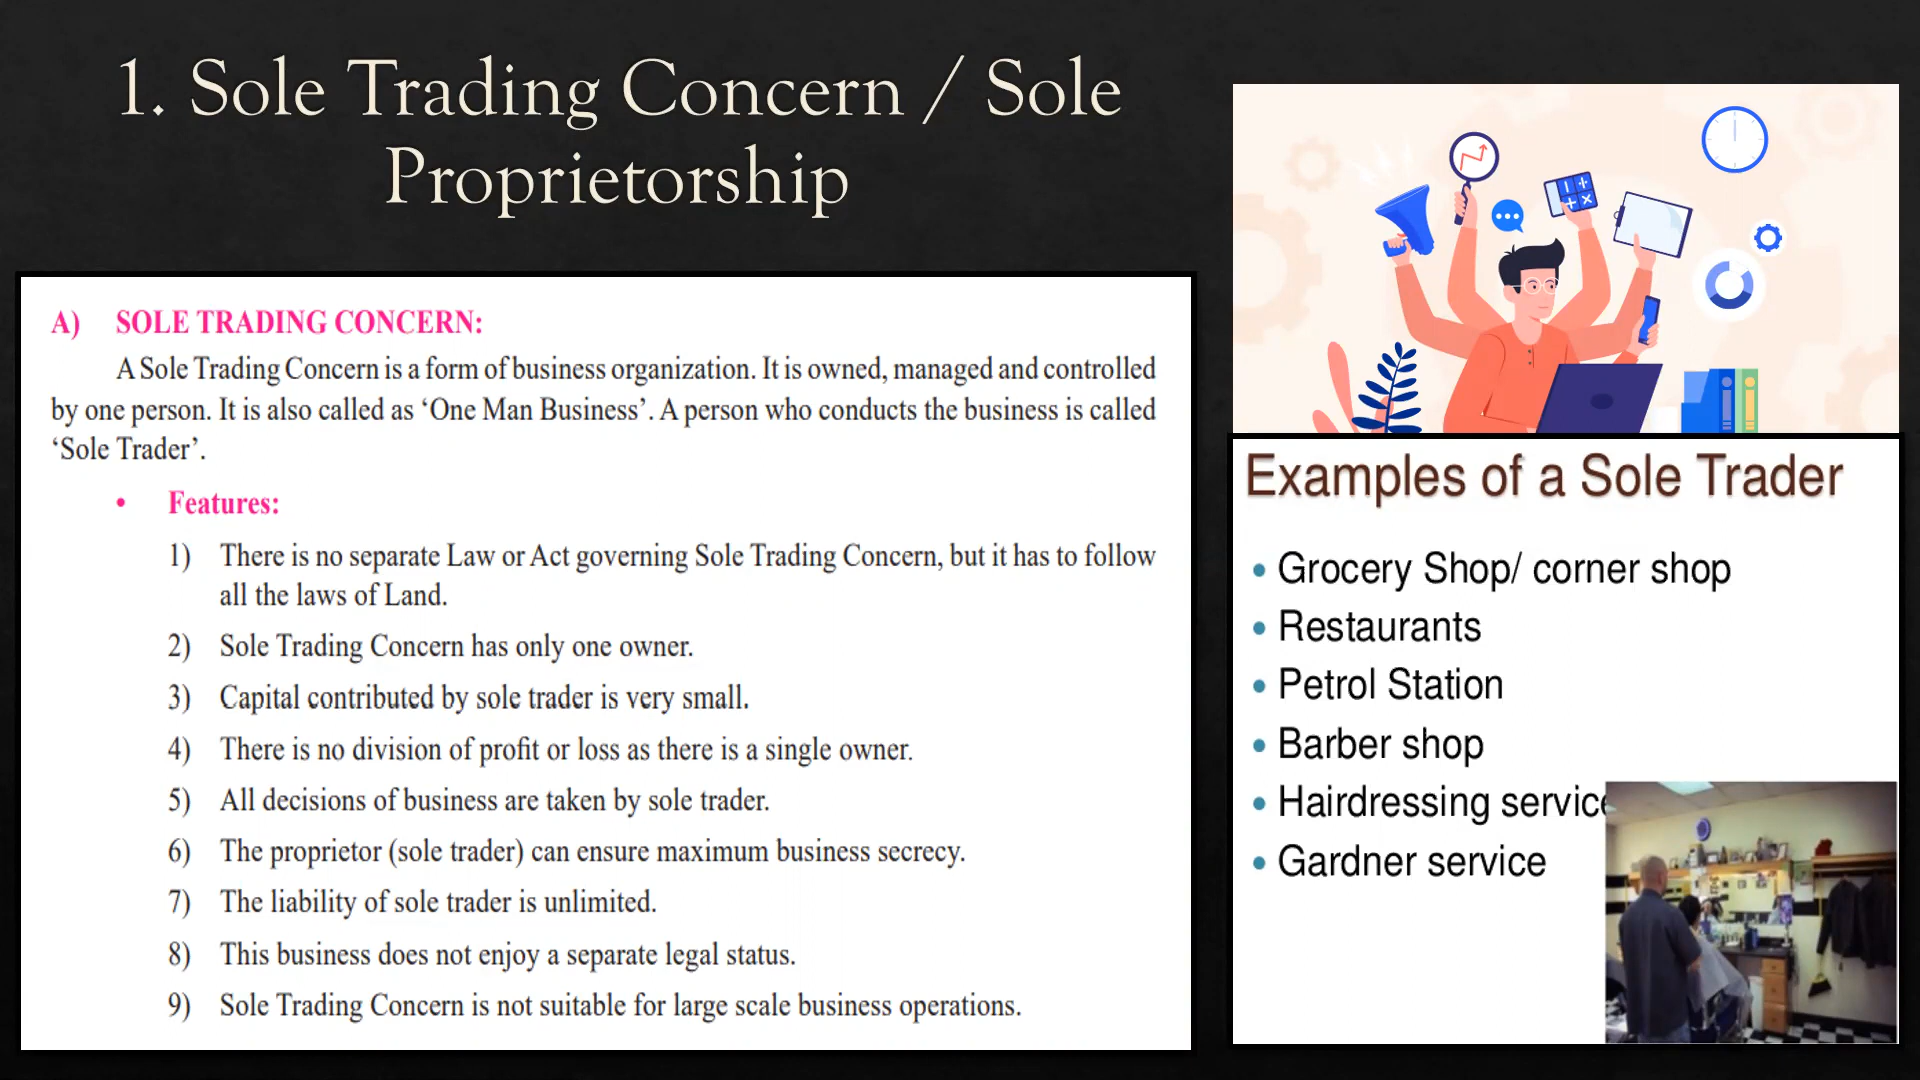 1. Sole Trading Concern / Sole
Proprietorship
A) SOLE TRADING CONCERN:
A Sole Trading Concern is a form of business organization. It is owned, managed and controlled
by one person. It is also called as ‘One Man Business’. A person who conducts the business is called
‘Sole Trader’.
• Features:
1) There is no separate Law or Act governing Sole Trading Concern, but it has to follow
all the laws of Land.
2) Sole Trading Concern has only one owner.
3) Capital contributed by sole trader is very small.
4) There is no division of profit or loss as there is a single owner.
5) All decisions of business are taken by sole trader.
6) The proprietor (sole trader) can ensure maximum business secrecy.
7) The liability of sole trader is unlimited.
8) This business does not enjoy a separate legal status.
9) Sole Trading Concern is not suitable for large scale business operations.
Examples of a Sole Trader
• Grocery Shop/ corner shop
• Restaurants
• Petrol Station
• Barber shop
• Hairdressing service
• Gardner service